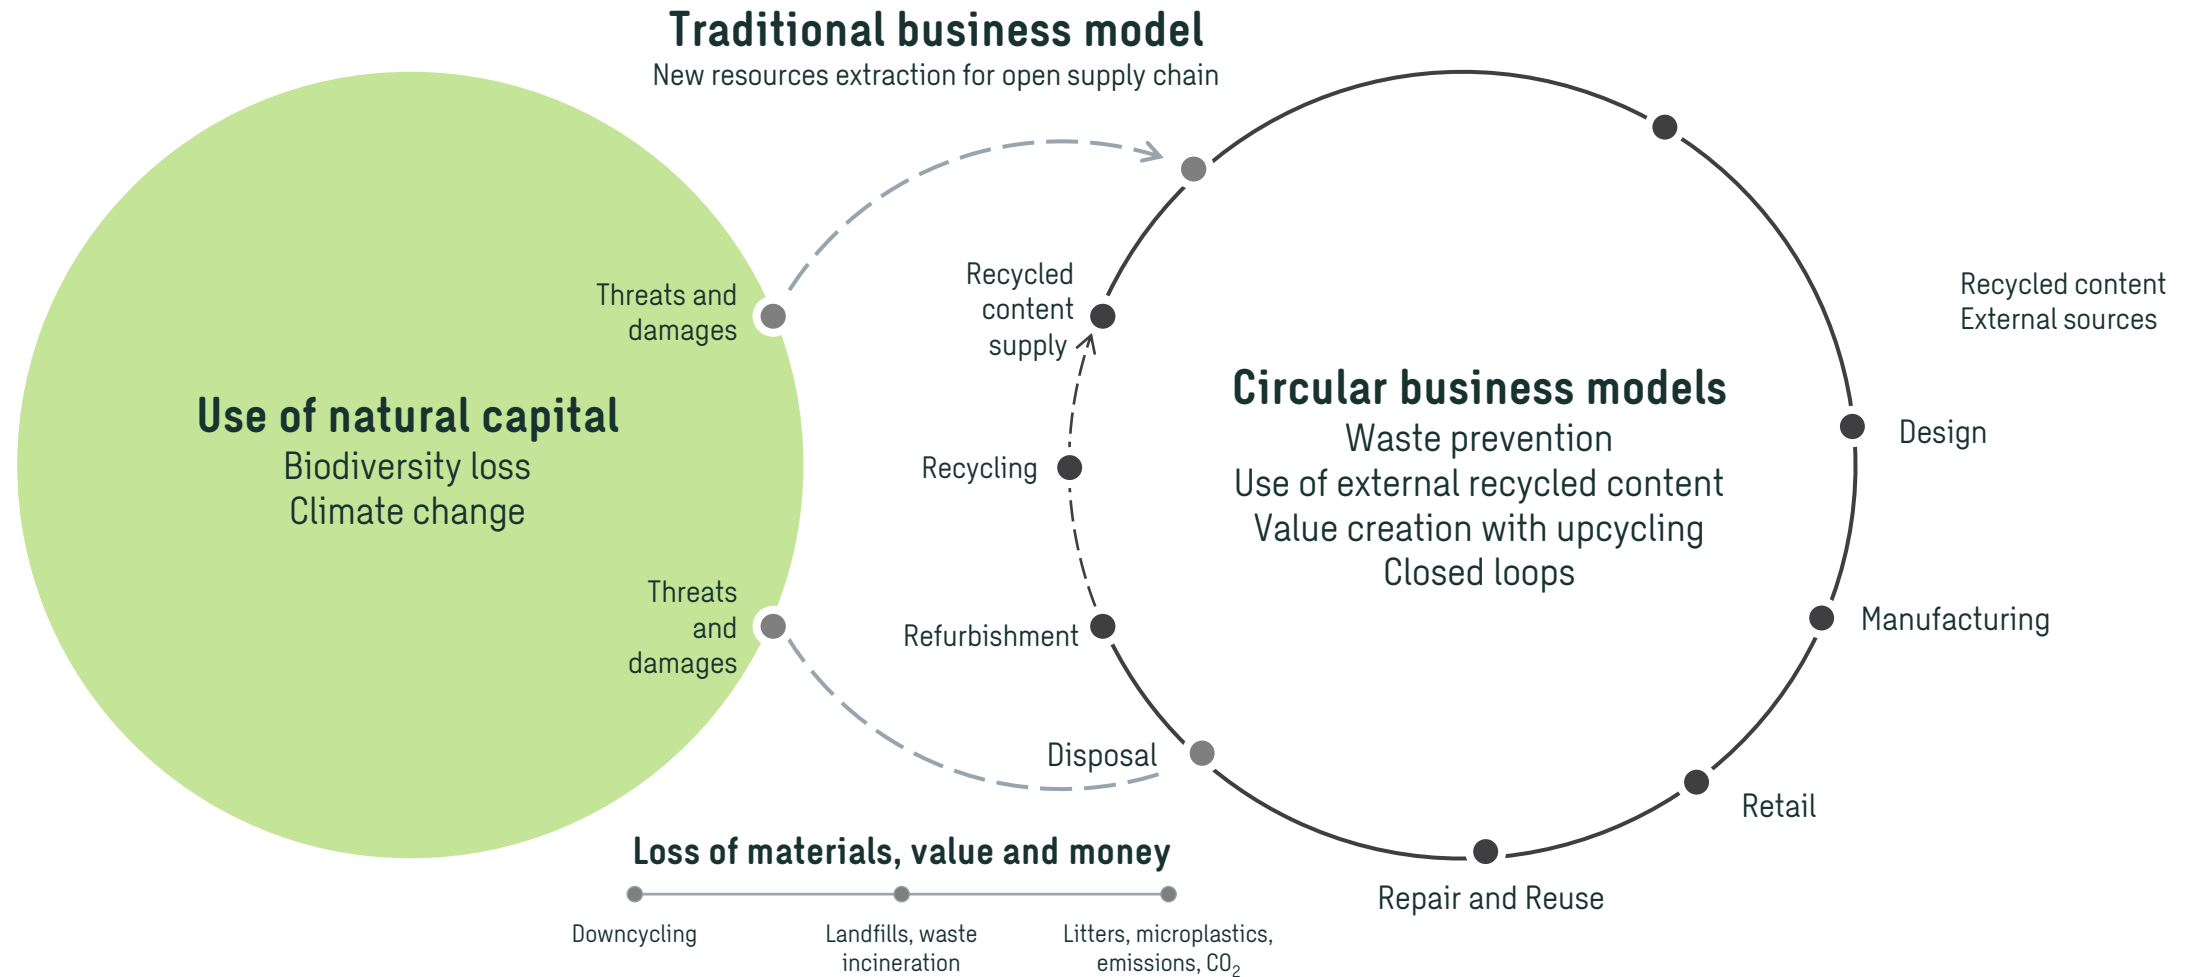 Traditional business model
New resources extraction for open supply chain
Threats and
damages
Use of natural capital
Biodiversity loss
Climate change
Threats
and
damages
Recycled
content
supply
Recycling
Refurbishment
Disposal
Circular business models
Waste prevention
Use of external recycled content
Value creation with upcycling
Closed loops
Recycled content
External sources
Design
Manufacturing
Retail
Repair and Reuse
Loss of materials, value and money
Downcycling
Landfills, waste
incineration
Litters, microplastics,
emissions, CO₂